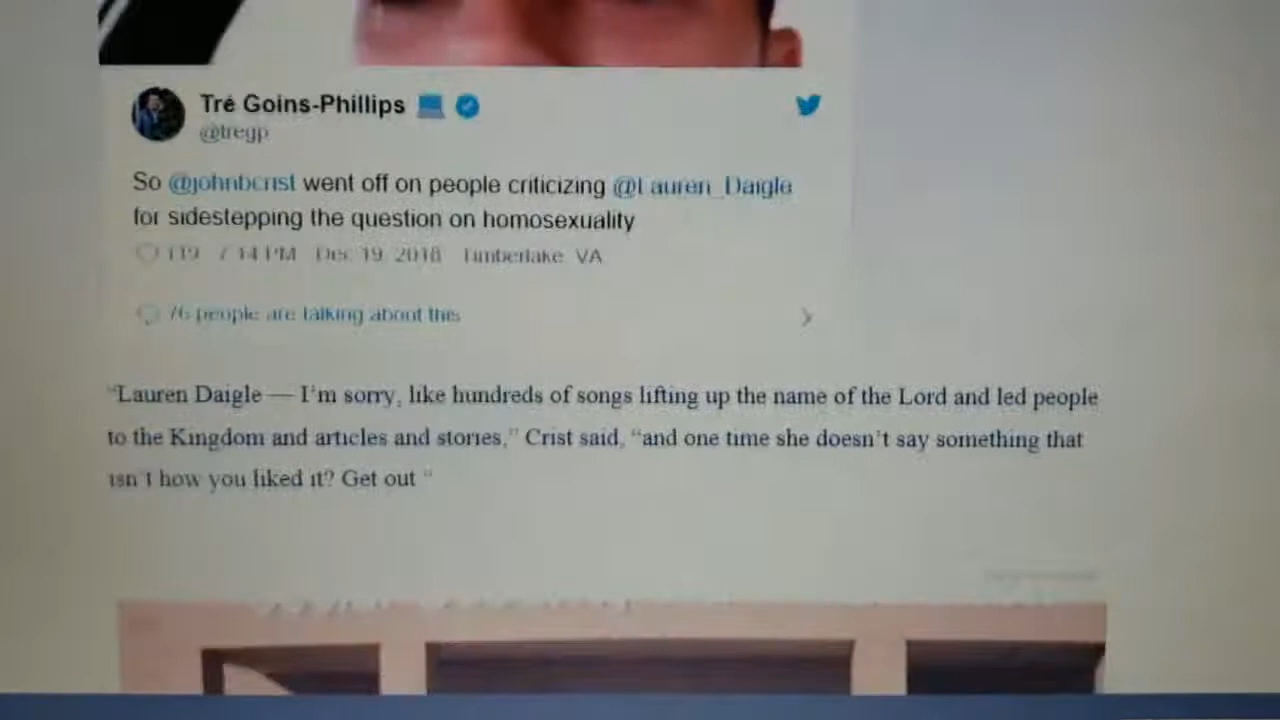 Tré Goins-Phillips
@tregp
So @johnbcrist went off on people criticizing @Lauren_Daigle
for sidestepping the question on homosexuality
119 7:14 PM Dec 19, 2018 Timberlake, VA
76 people are talking about this
"Lauren Daigle — I'm sorry, like hundreds of songs lifting up the name of the Lord and led people
to the Kingdom and articles and stories," Crist said, "and one time she doesn't say something that
isn't how you liked it? Get out "